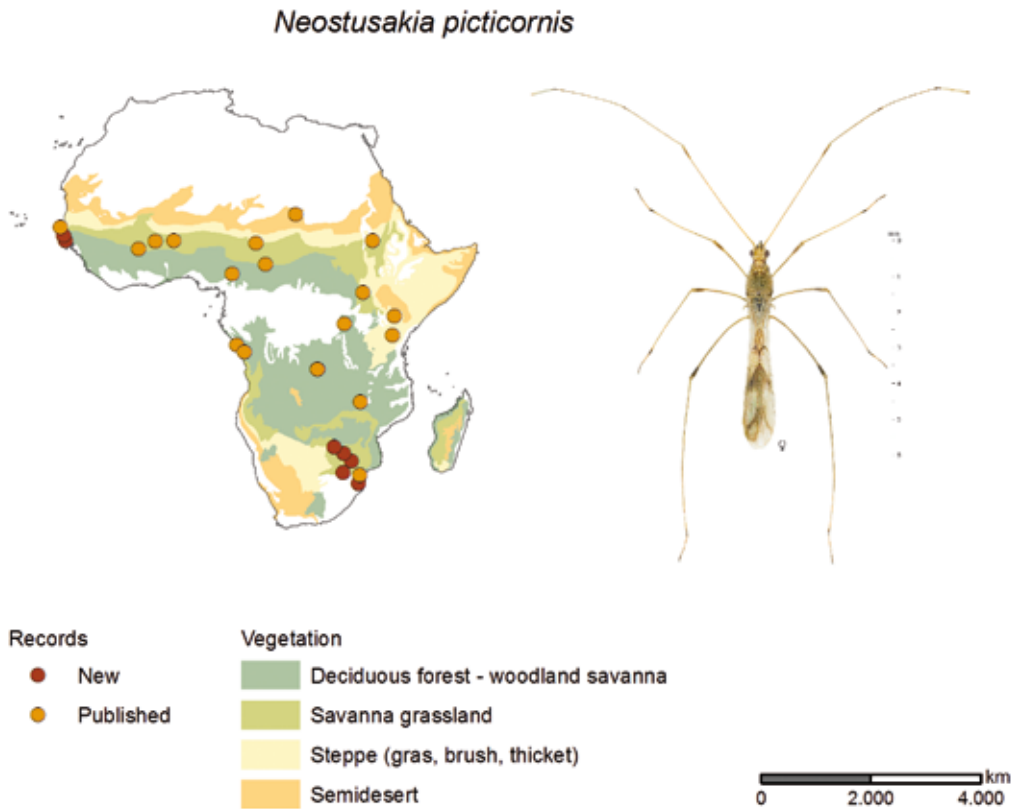 Neostusakia picticornis
♀
Records
New
Published
Vegetation
Deciduous forest - woodland savanna
Savanna grassland
Steppe (gras, brush, thicket)
Semidesert
km
0 2.000 4.000